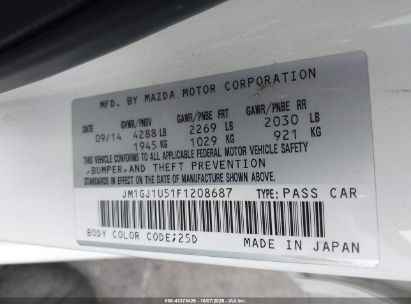 MFD. BY MAZDA MOTOR CORPORATION
DATE GVWR/PNBV GAWR/PNBE FRT GAWR/PNBE RR
09/14 4288 LB 2269 LB 2030 LB
1945 KG 1029 KG 921 KG
THIS VEHICLE CONFORMS TO ALL APPLICABLE FEDERAL MOTOR VEHICLE SAFETY
,BUMPER,AND THEFT PREVENTION
STANDARDS IN EFFECT ON THE DATE OF MANUFACTURE SHOWN ABOVE.
JM1GJ1U51F1208687 TYPE: PASS CAR
BODY COLOR CODE;25D MADE IN JAPAN